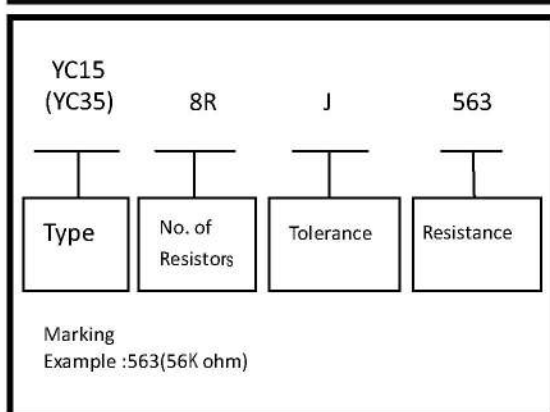 YC15
(YC35) 8R J 563
Type No. of
Resistors Tolerance Resistance
Marking
Example :563(56K ohm)